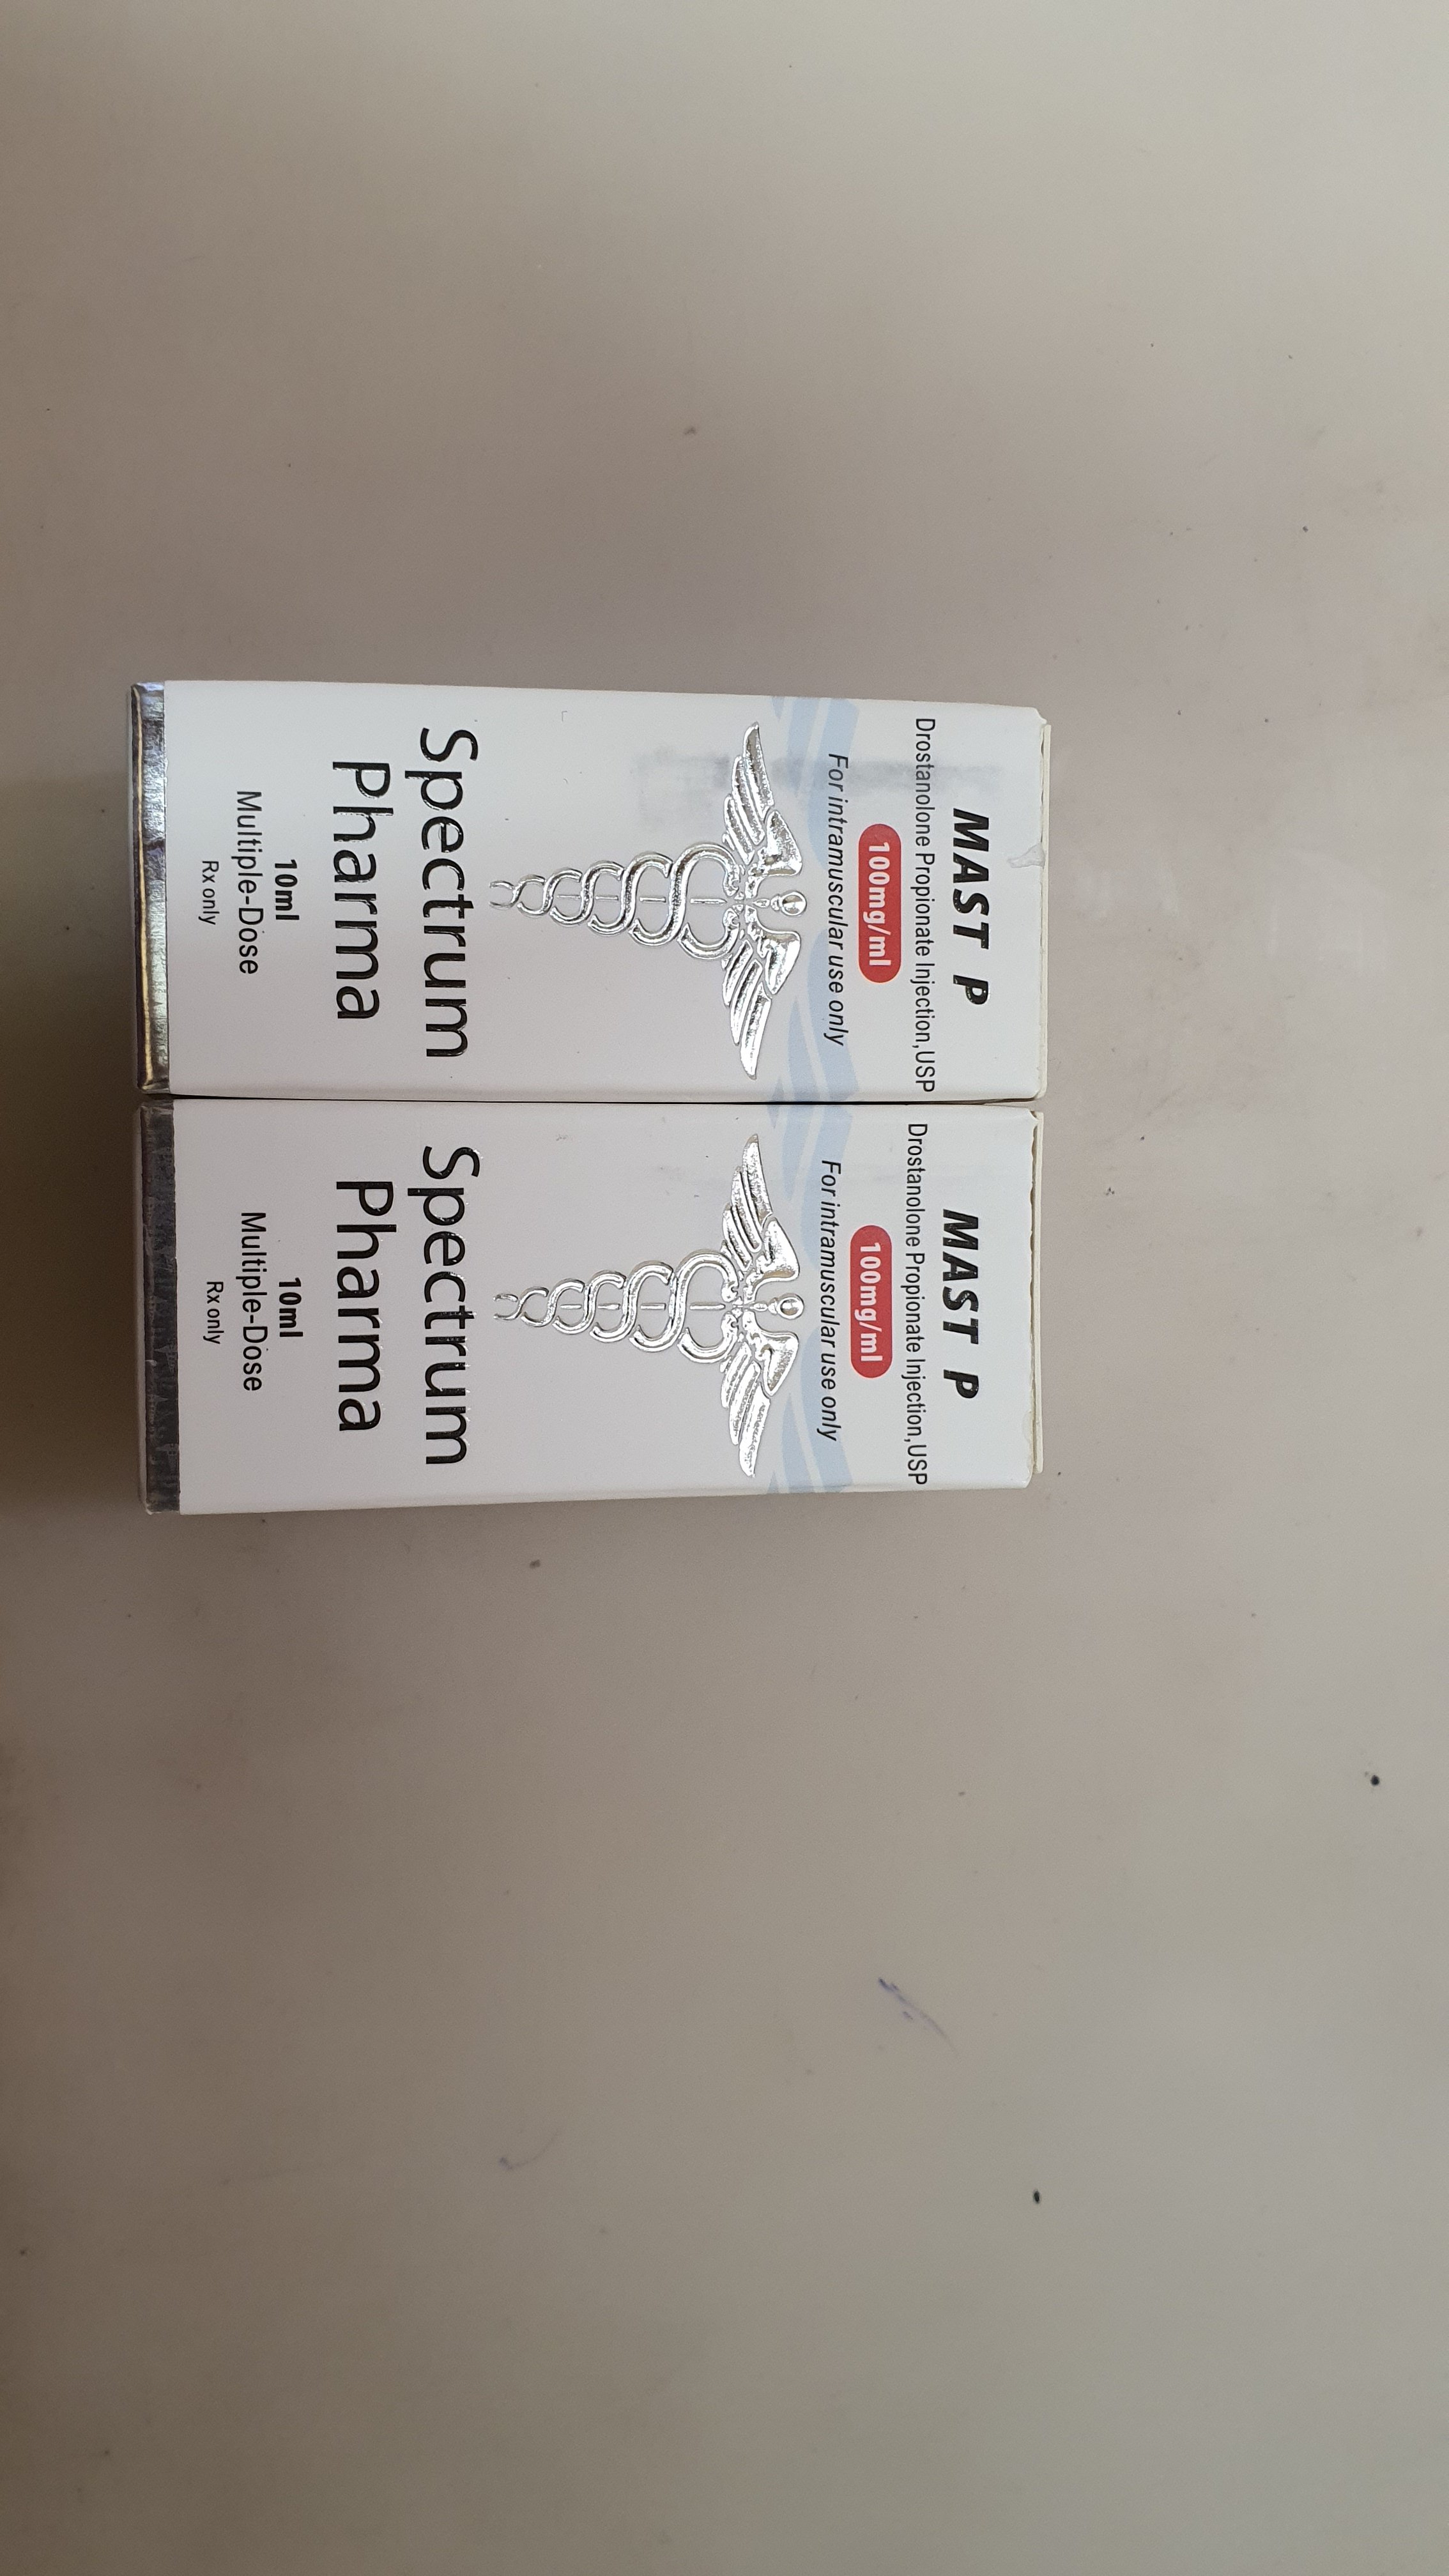 MAST P
Drostanolone Propionate Injection,USP
100mg/ml
For intramuscular use only
Spectrum
Pharma
10ml
Multiple-Dose
Rx only
MAST P
Drostanolone Propionate Injection,USP
100mg/ml
For intramuscular use only
Spectrum
Pharma
10ml
Multiple-Dose
Rx only